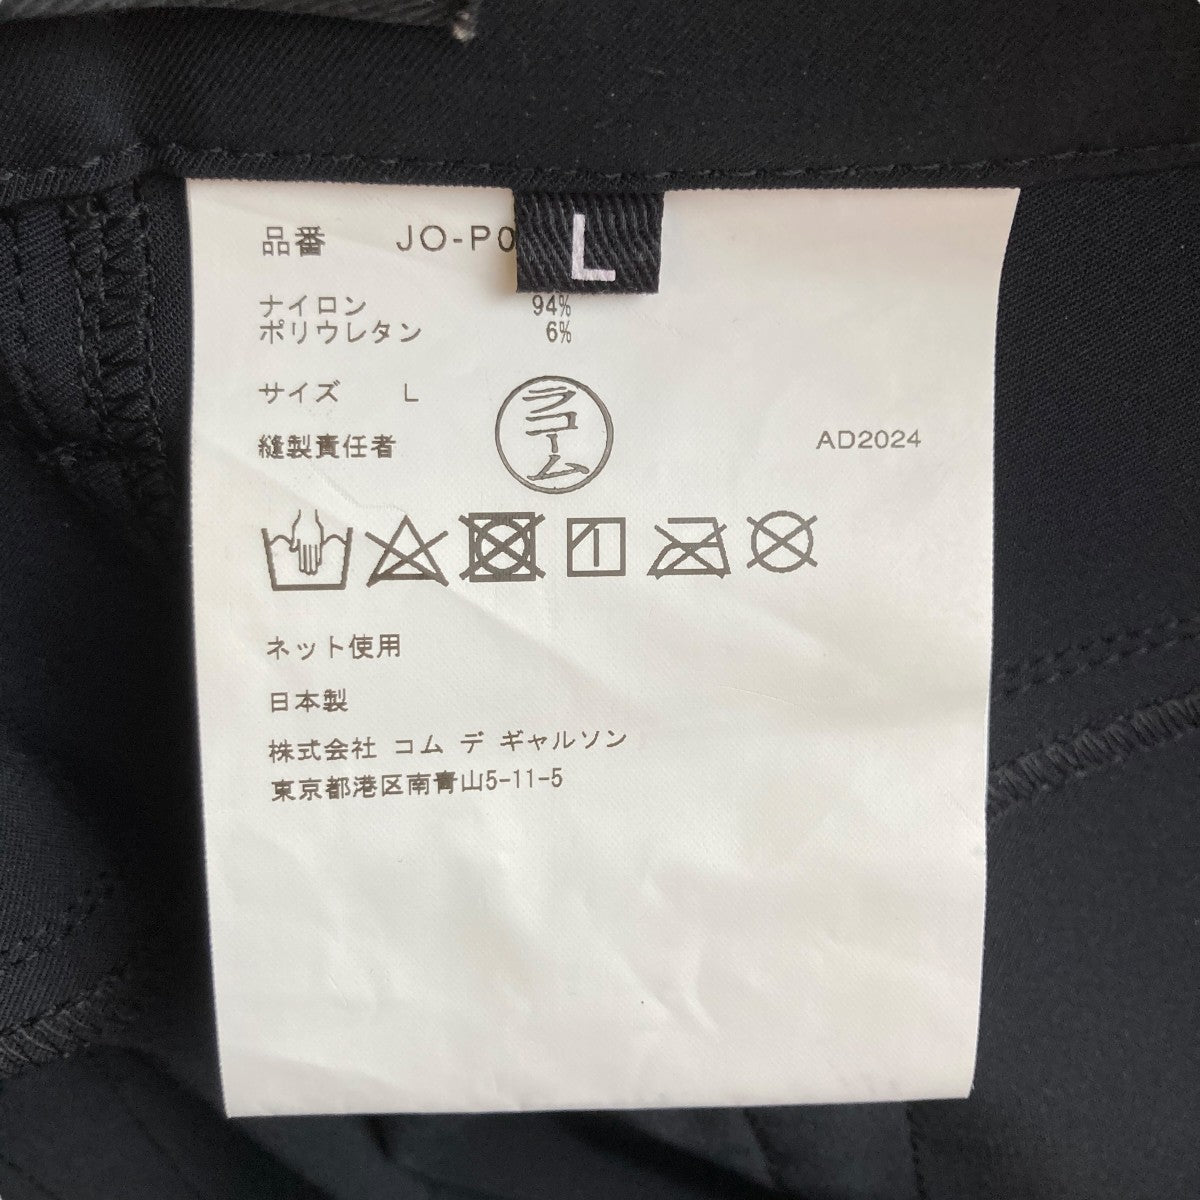 品番 JO-P0
L
ナイロン 94%
ポリウレタン 6%
サイズ L
縫製責任者
ラコーム
AD2024
ネット使用
日本製
株式会社 コム デ ギャルソン
東京都港区南青山5-11-5